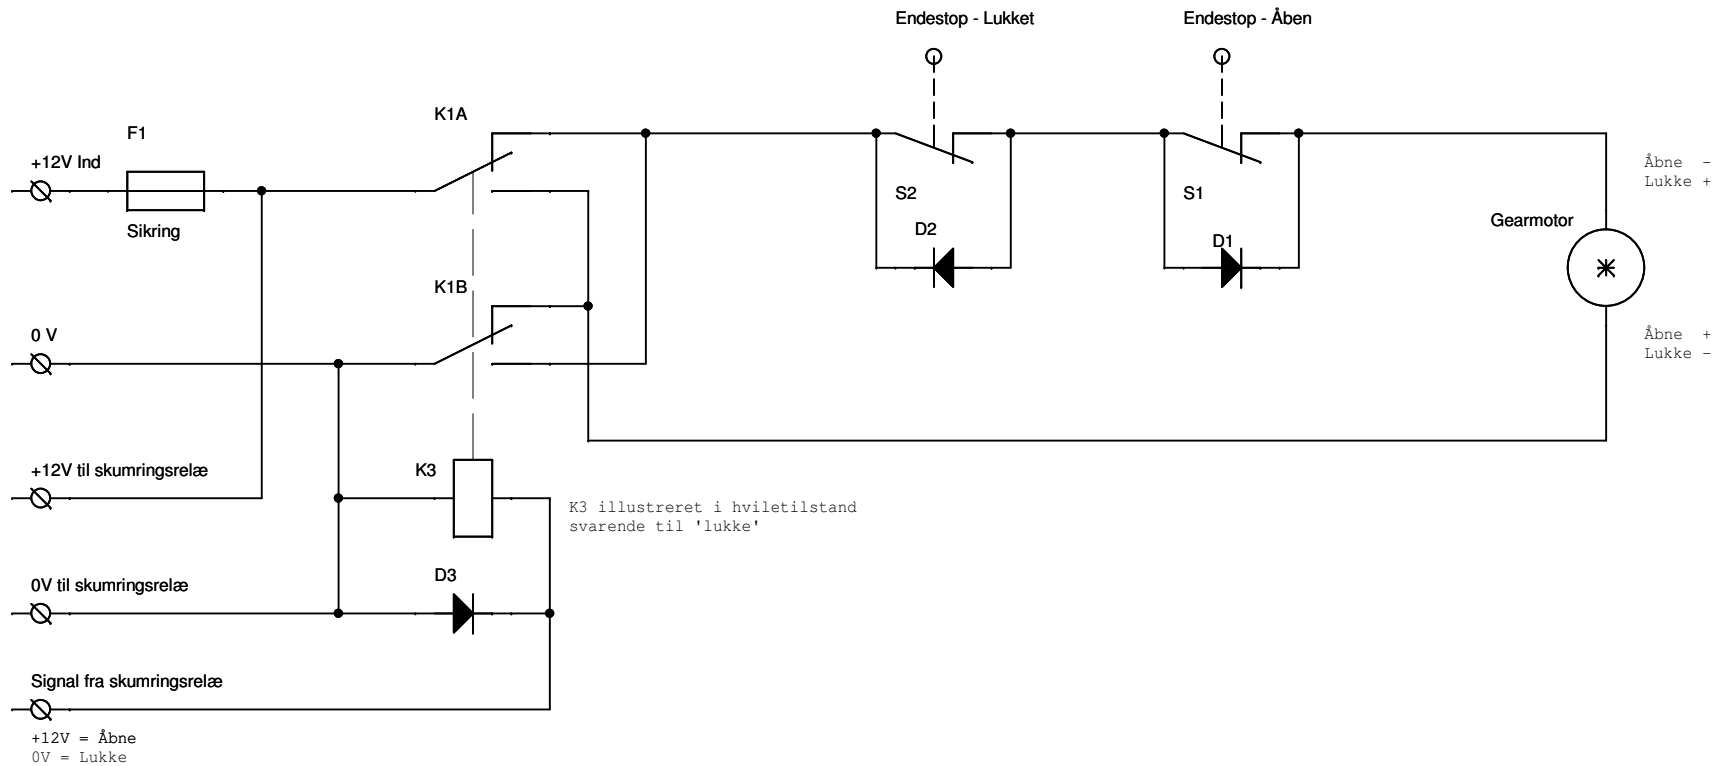 Endestop - Lukket
Endestop - Åben
K1A
F1
+12V Ind
Åbne –
Lukke +
S2
S1
Gearmotor
Sikring
D2
D1
K1B
0 V
Åbne +
Lukke –
+12V til skumringsrelæ
K3
K3 illustreret i hviletilstand
svarende til 'lukke'
D3
0V til skumringsrelæ
Signal fra skumringsrelæ
+12V = Åbne
0V = Lukke